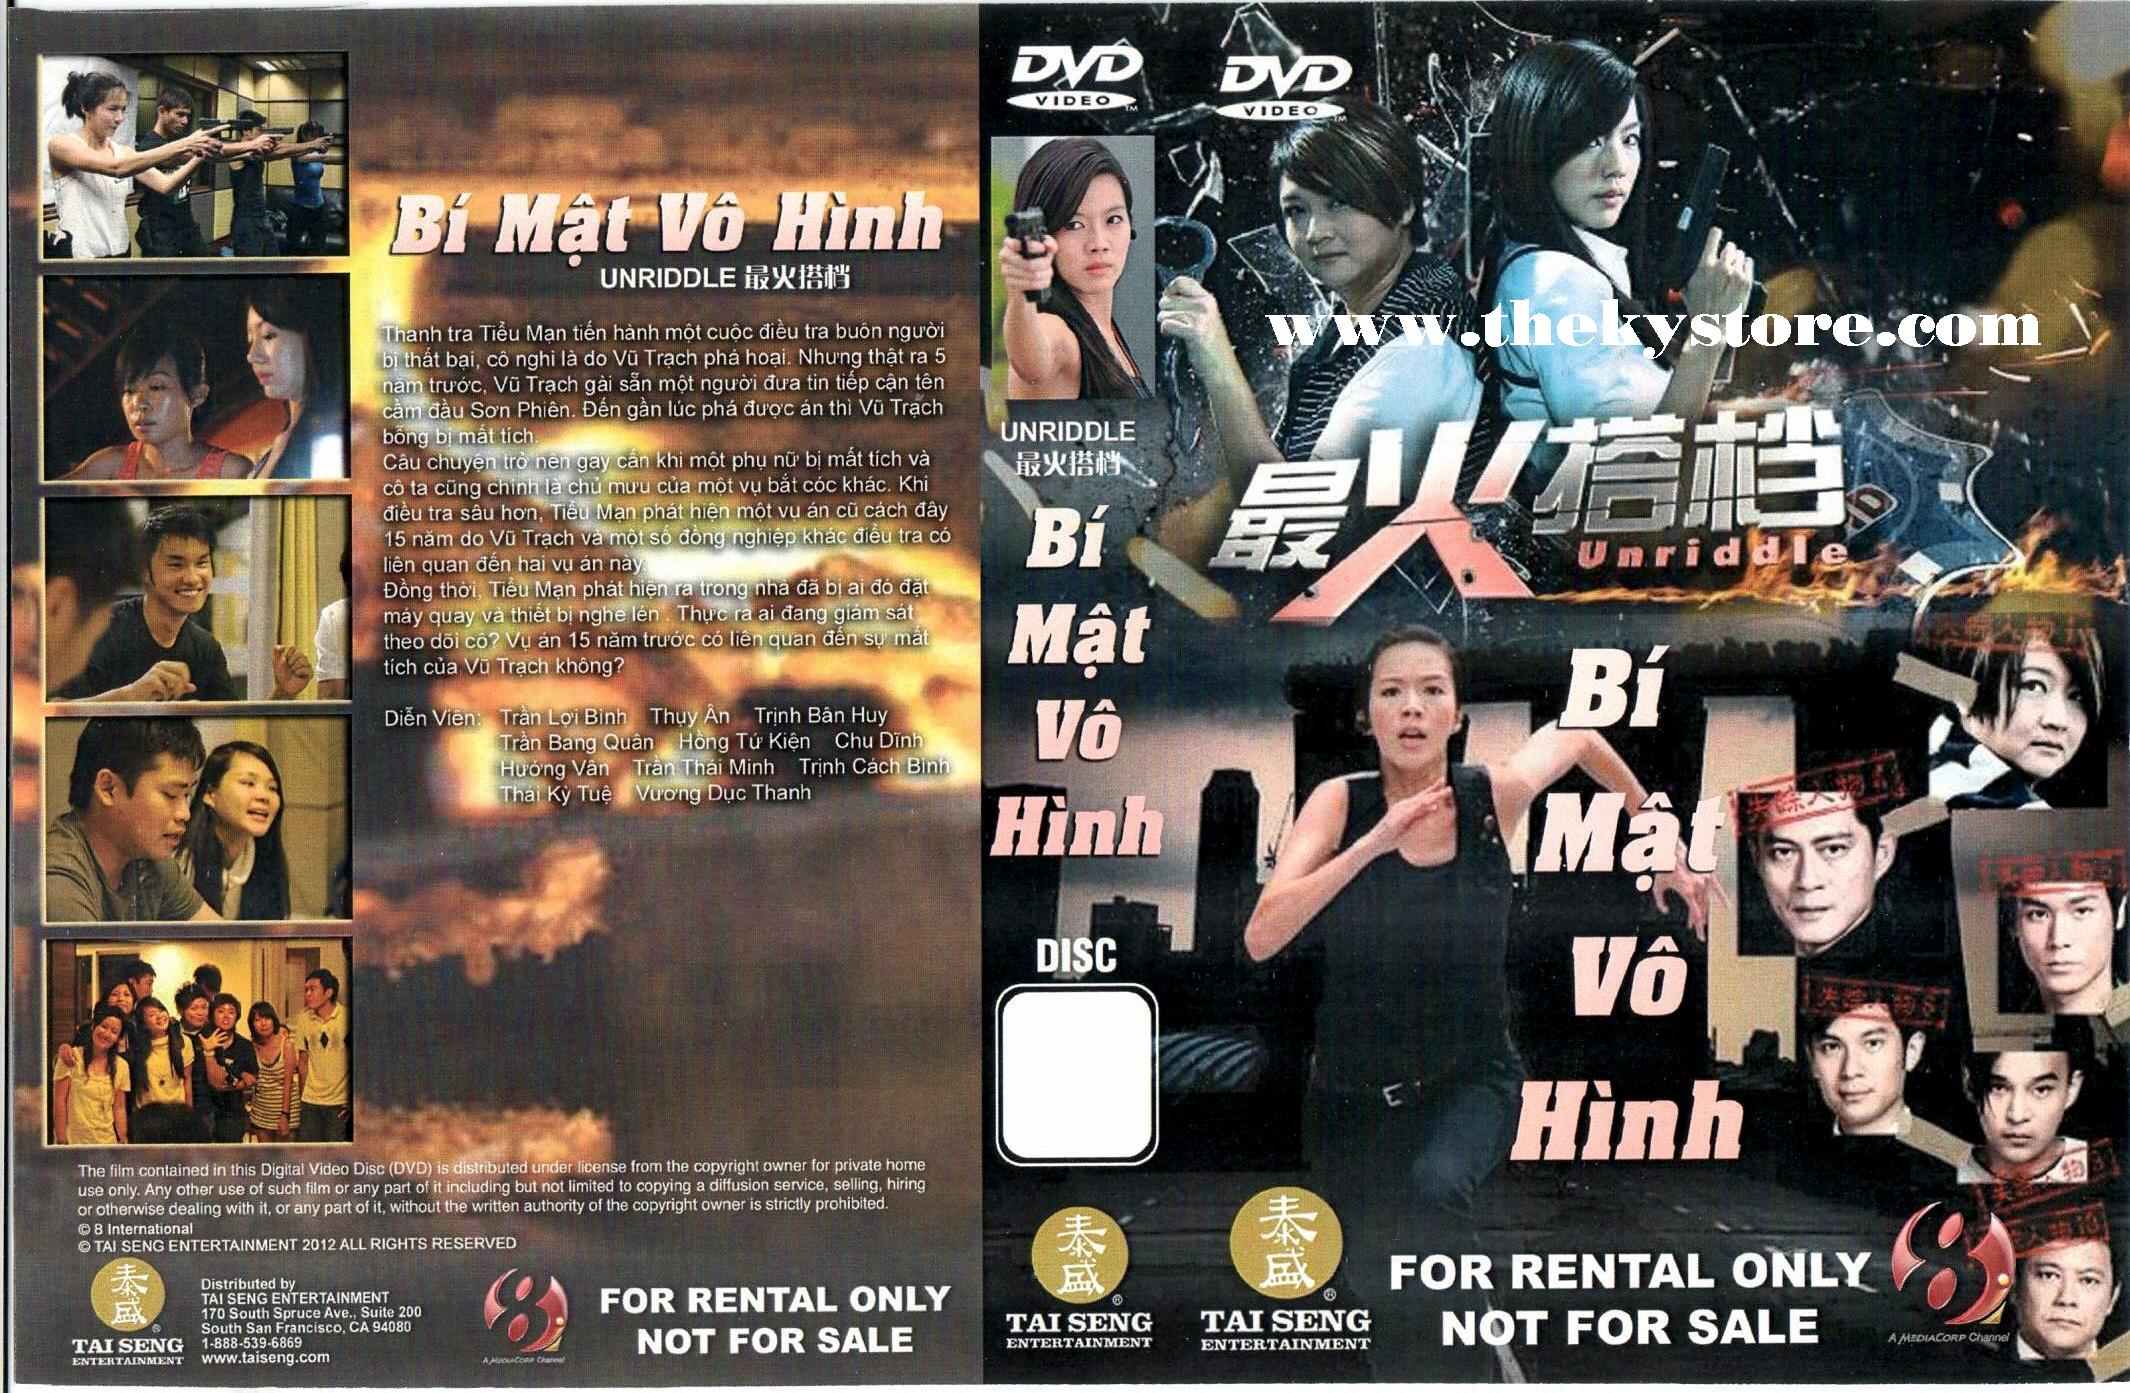 Bí Mật Vô Hình
UNRIDDLE 最火搭档
Thanh tra Tiểu Mạn tiến hành một cuộc điều tra buôn người
bị thất bại, cô nghi là do Vũ Trạch phá hoại. Nhưng thật ra 5
năm trước, Vũ Trạch gài sẵn một người đưa tin tiếp cận tên
cầm đầu Sơn Phiên. Đến gần lúc phá được án thì Vũ Trạch
bỗng bị mất tích.
Câu chuyện trở nên gay cấn khi một phụ nữ bị mất tích và
cô ta cũng chính là chủ mưu của một vụ bắt cóc khác. Khi
điều tra sâu hơn, Tiểu Mạn phát hiện một vụ án cũ cách đây
15 năm do Vũ Trạch và một số đồng nghiệp khác điều tra có
liên quan đến hai vụ án này.
Đồng thời, Tiểu Mạn phát hiện ra trong nhà đã bị ai đó đặt
máy quay và thiết bị nghe lén . Thực ra ai đang giám sát
theo dõi cô? Vụ án 15 năm trước có liên quan đến sự mất
tích của Vũ Trạch không?
Diễn Viên: Trần Lợi Bình Thụy Ân Trịnh Bân Huy
Trần Bang Quân Hồng Tứ Kiện Chu Dĩnh
Hướng Vân Trần Thái Minh Trịnh Cách Bình
Thái Kỳ Tuệ Vương Dục Thanh
The film contained in this Digital Video Disc (DVD) is distributed under license from the copyright owner for private home
use only. Any other use of such film or any part of it including but not limited to copying a diffusion service, selling, hiring
or otherwise dealing with it, or any part of it, without the written authority of the copyright owner is strictly prohibited.
© 8 International
© TAI SENG ENTERTAINMENT 2012 ALL RIGHTS RESERVED
泰盛
®
TAI SENG
ENTERTAINMENT
Distributed by
TAI SENG ENTERTAINMENT
170 South Spruce Ave., Suite 200
South San Francisco, CA 94080
1-888-539-6869
www.taiseng.com
8
A MEDIACORP Channel
FOR RENTAL ONLY
NOT FOR SALE
DVD
VIDEO
TM
UNRIDDLE
最火搭档
Bí
Mật
Vô
Hình
DISC
泰盛
®
TAI SENG
ENTERTAINMENT
DVD
VIDEO
TM
www.thekystore.com
最火搭档
Unriddle
Bí
Mật
Vô
Hình
失踪人物
失踪人物
泰盛
®
TAI SENG
ENTERTAINMENT
FOR RENTAL ONLY
NOT FOR SALE
8
A MEDIACORP Channel